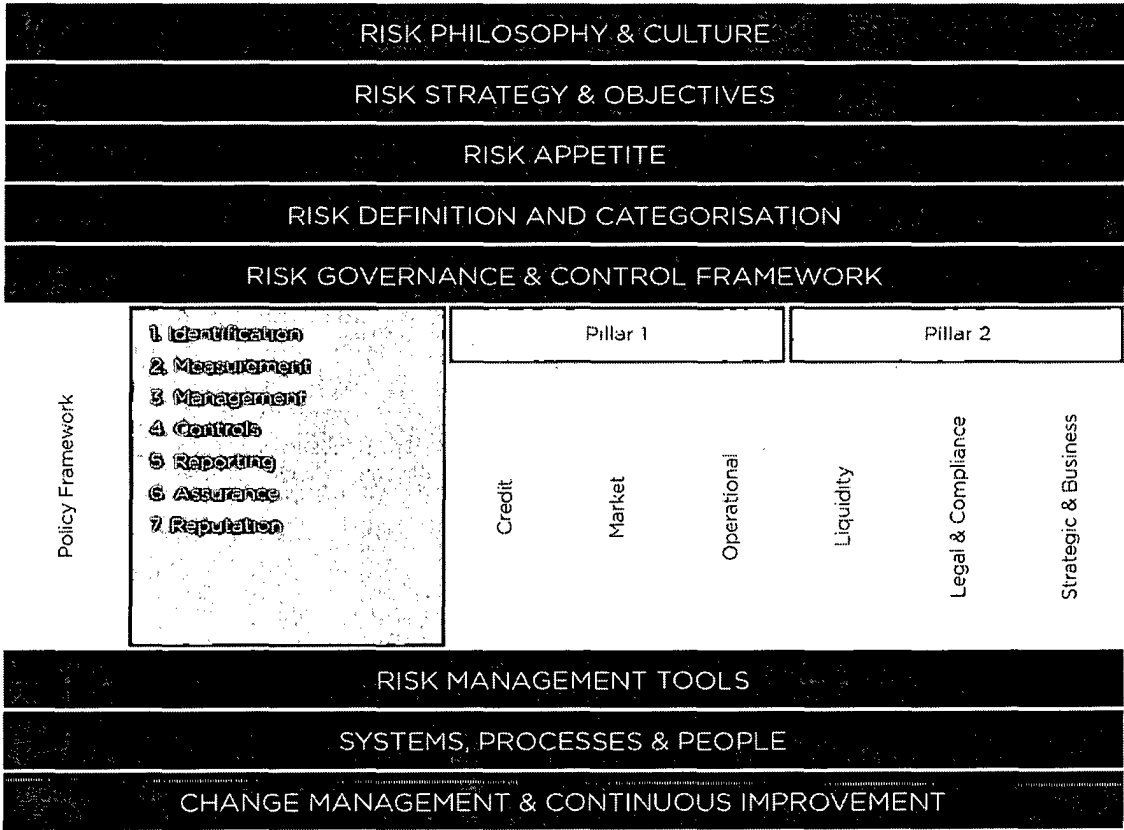 RISK PHILOSOPHY & CULTURE
RISK STRATEGY & OBJECTIVES
RISK APPETITE
RISK DEFINITION AND CATEGORISATION
RISK GOVERNANCE & CONTROL FRAMEWORK
Policy Framework
1. Identification
2. Measurement
3. Management
4. Controls
5 Reporting
6 Assurance
7 Reputation
Pillar 1
Pillar 2
Credit
Market
Operational
Liquidity
Legal & Compliance
Strategic & Business
RISK MANAGEMENT TOOLS
SYSTEMS, PROCESSES & PEOPLE
CHANGE MANAGEMENT & CONTINUOUS IMPROVEMENT